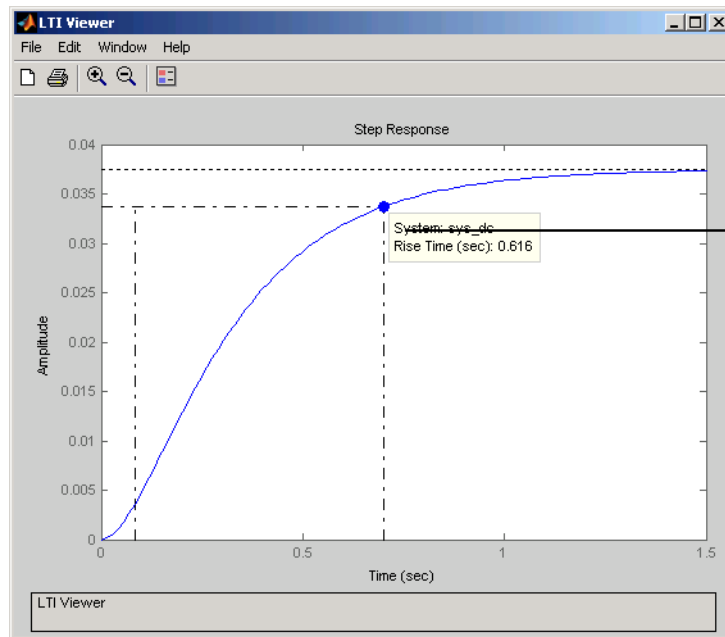 LTI Viewer
File Edit Window Help
Step Response
0.04
0.035
0.03
0.025
0.02
0.015
0.01
0.005
0
Amplitude
System: sys_dc
Rise Time (sec): 0.616
0 0.5 1 1.5
Time (sec)
LTI Viewer